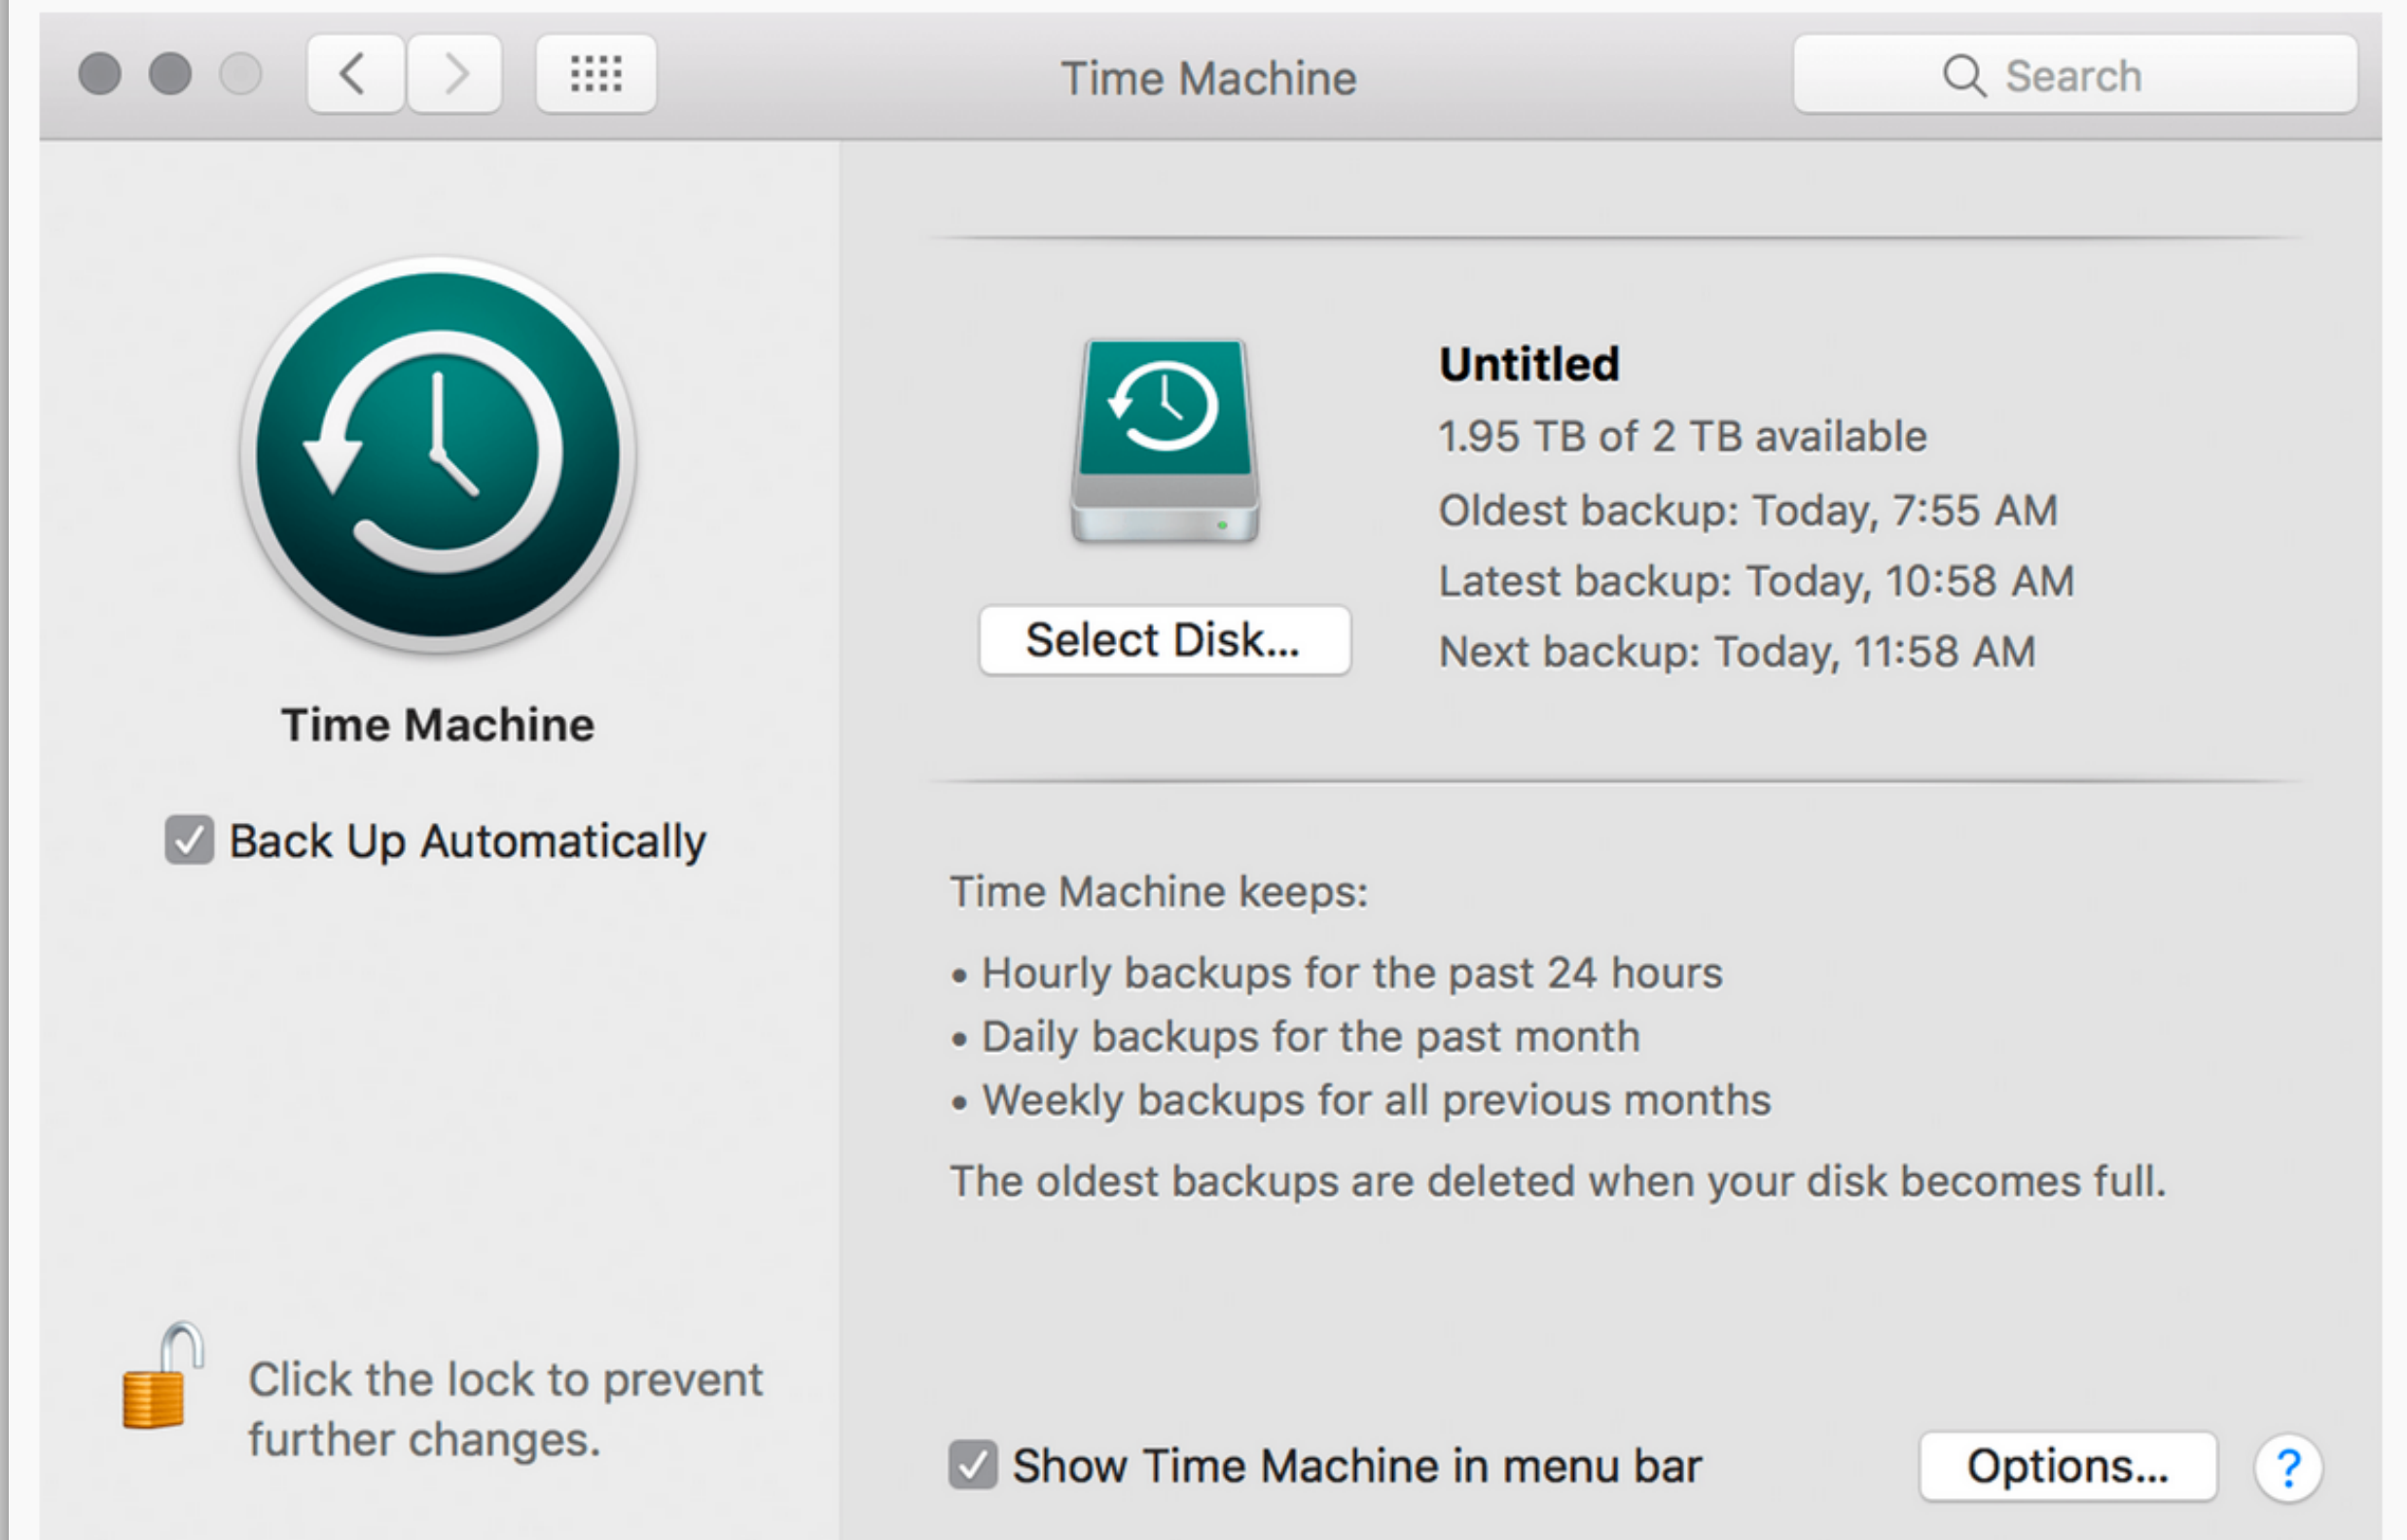 Time Machine
Search
Time Machine
Back Up Automatically
Click the lock to prevent
further changes.
Untitled
1.95 TB of 2 TB available
Oldest backup: Today, 7:55 AM
Latest backup: Today, 10:58 AM
Next backup: Today, 11:58 AM
Select Disk...
Time Machine keeps:
• Hourly backups for the past 24 hours
• Daily backups for the past month
• Weekly backups for all previous months
The oldest backups are deleted when your disk becomes full.
Show Time Machine in menu bar
Options...
?